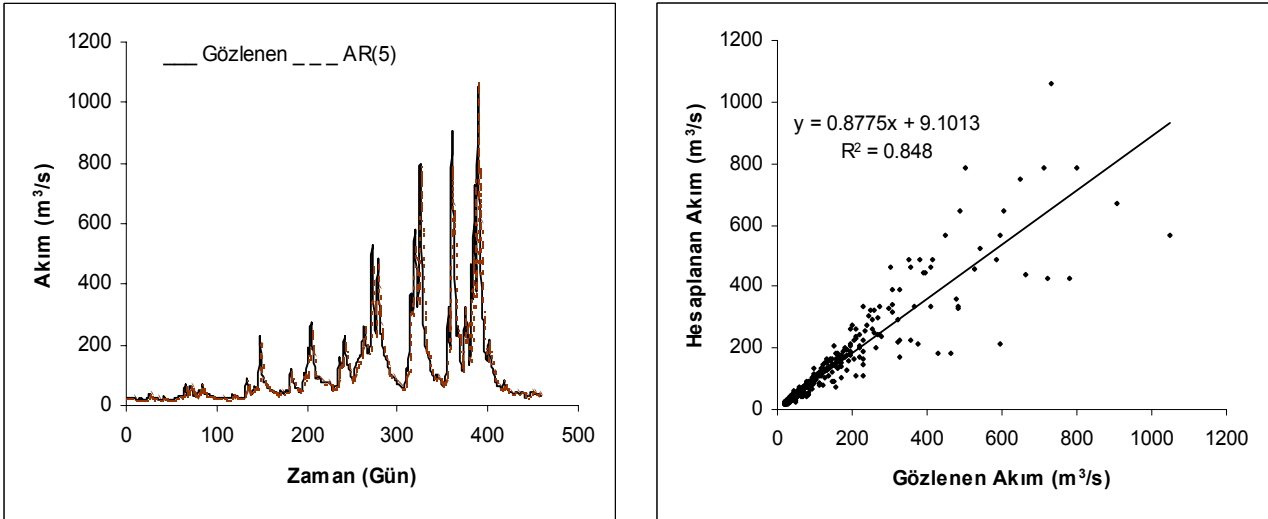 1200
1000
800
600
400
200
0
Akım (m³/s)
___ Gözlenen _ _ _ AR(5)
0 100 200 300 400 500
Zaman (Gün)
1200
1000
800
600
400
200
0
Hesaplanan Akım (m³/s)
y = 0.8775x + 9.1013
R² = 0.848
0 200 400 600 800 1000 1200
Gözlenen Akım (m³/s)